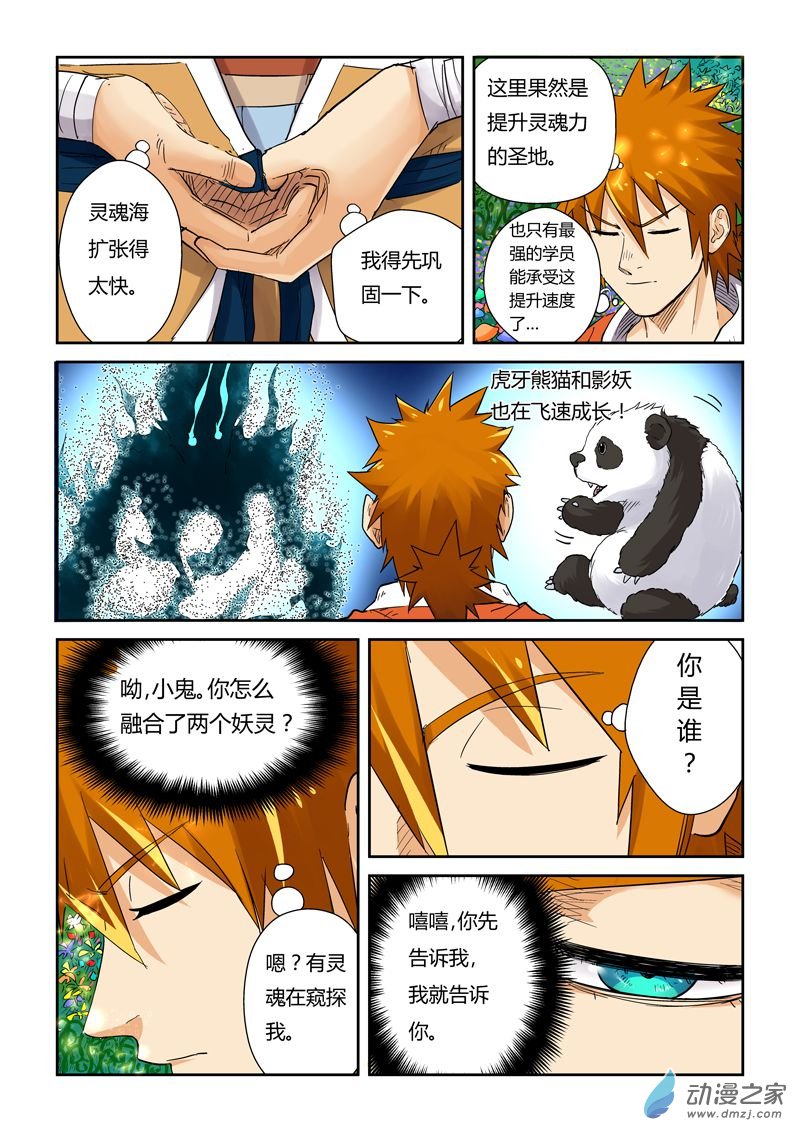 灵魂海
扩张得
太快。
我得先巩
固一下。
这里果然是
提升灵魂力
的圣地。
也只有最
强的学员
能承受这
提升速度
了...
虎牙熊猫和影妖
也在飞速成长！
呦，小鬼。你怎么
融合了两个妖灵？
嗯？有灵
魂在窥探
我。
你
是
谁
？
嘻嘻，你先
告诉我，
我就告诉
你。
动漫之家
www.dmzj.com